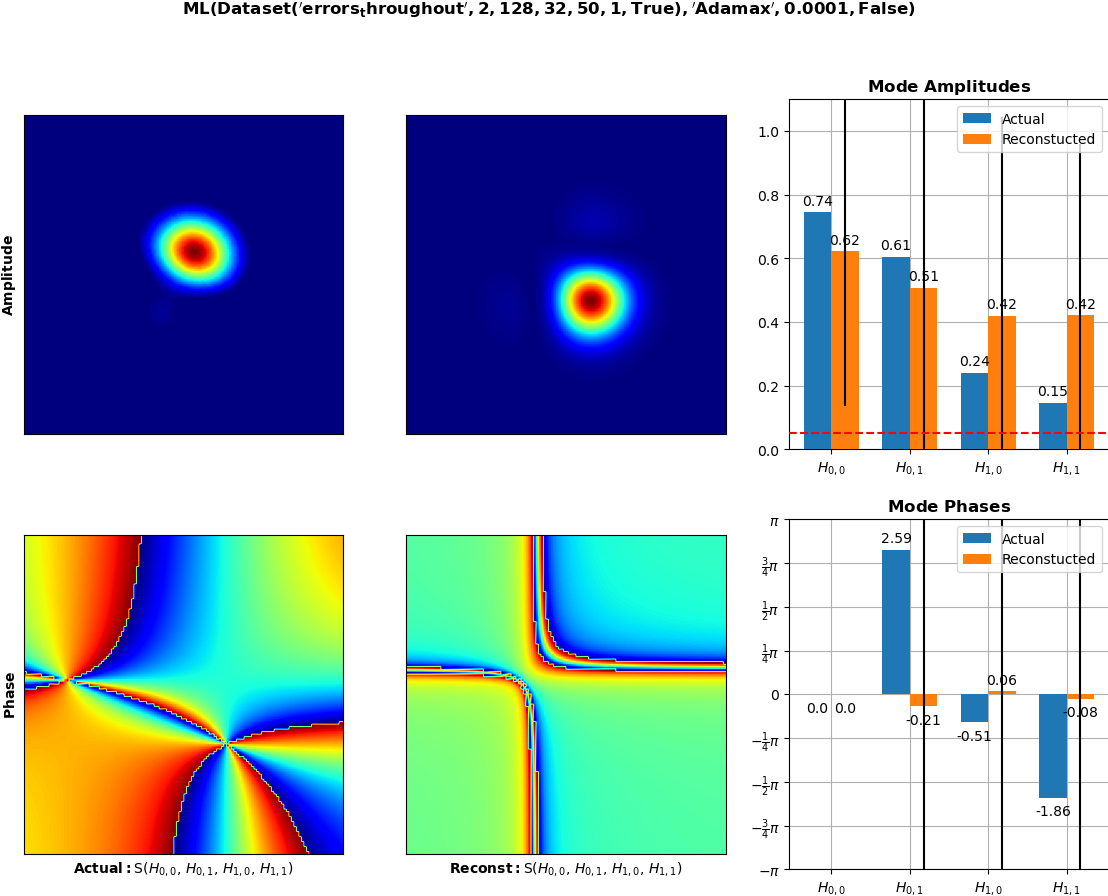 ML(Dataset('errors_throughout', 2, 128, 32, 50, 1, True), 'Adamax', 0.0001, False)
Amplitude
Mode Amplitudes
Actual
Reconstucted
1.0
0.8
0.6
0.4
0.2
0.0
0.74
0.62
0.61
0.51
0.24
0.42
0.15
0.42
H0,0
H0,1
H1,0
H1,1
Phase
Actual: S(H0,0, H0,1, H1,0, H1,1)
Reconst: S(H0,0, H0,1, H1,0, H1,1)
Mode Phases
Actual
Reconstucted
π
3/4π
1/2π
1/4π
0
−1/4π
−1/2π
−3/4π
−π
0.0
0.0
2.59
-0.21
-0.51
0.06
-1.86
-0.08
H0,0
H0,1
H1,0
H1,1